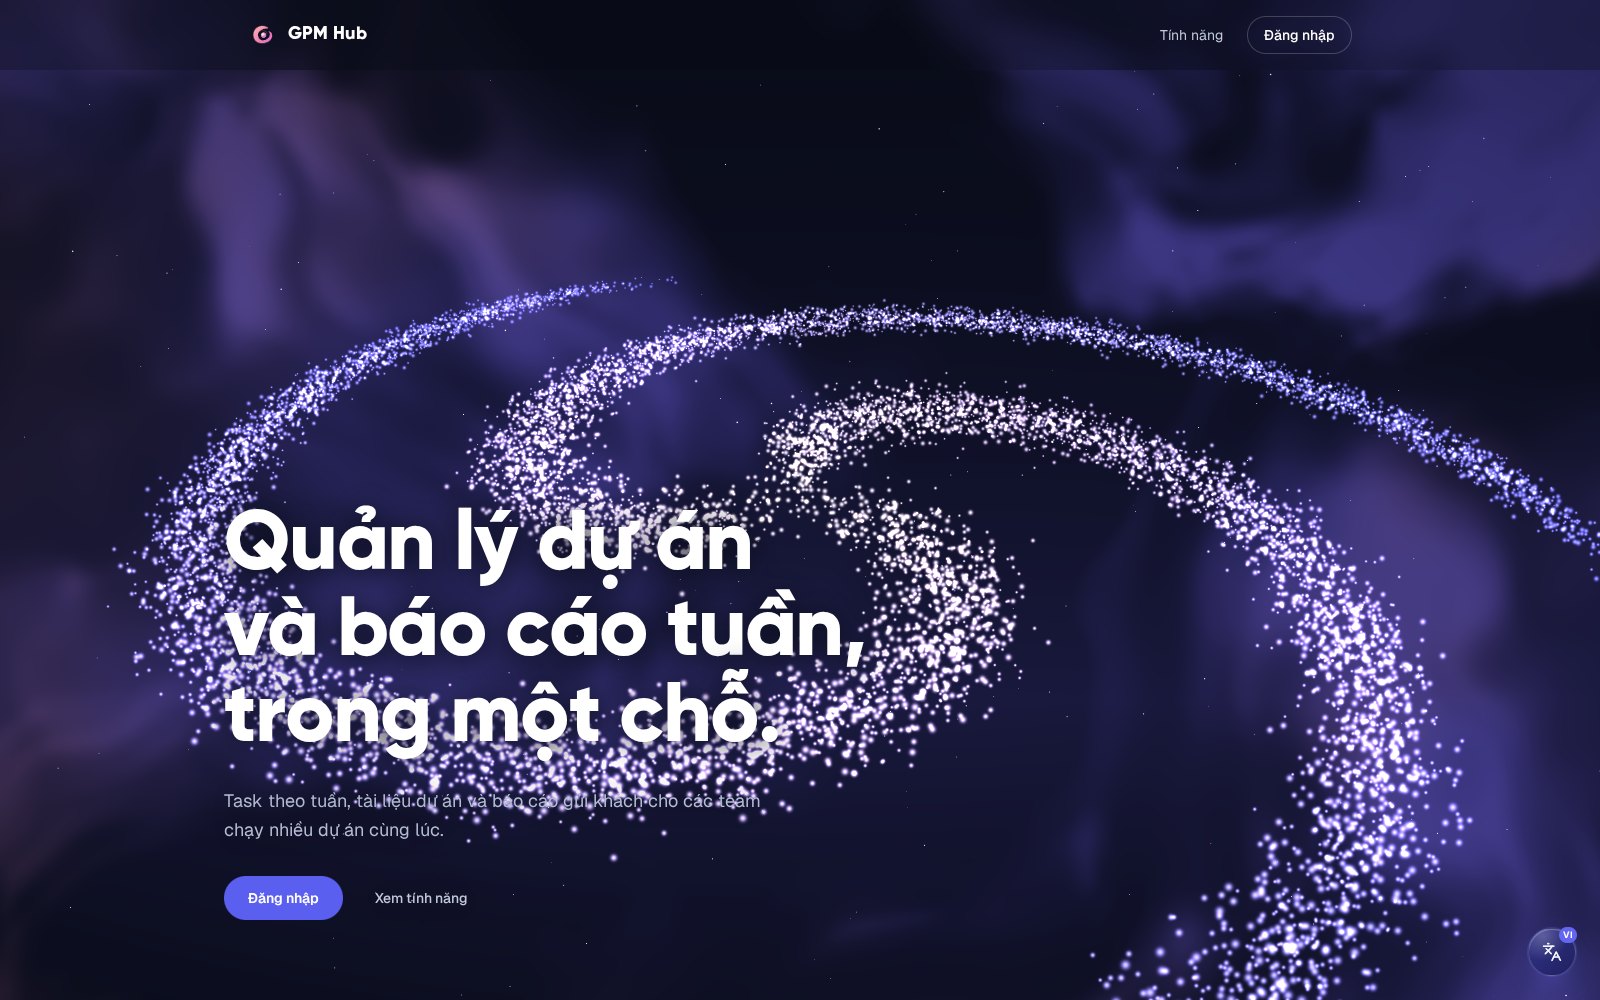 GPM Hub
Tính năng
Đăng nhập
Quản lý dự án
và báo cáo tuần,
trong một chỗ.
Task theo tuần, tài liệu dự án và báo cáo gửi khách cho các team
chạy nhiều dự án cùng lúc.
Đăng nhập
Xem tính năng
VI